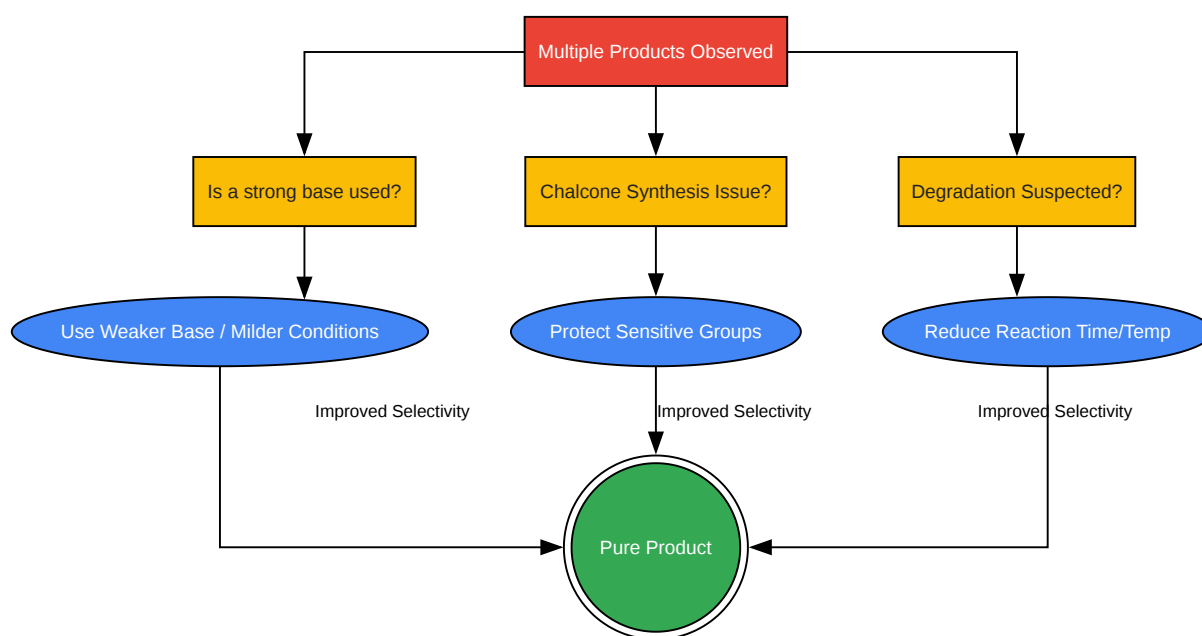 Multiple Products Observed
Is a strong base used?
Chalcone Synthesis Issue?
Degradation Suspected?
Use Weaker Base / Milder Conditions
Protect Sensitive Groups
Reduce Reaction Time/Temp
Improved Selectivity
Improved Selectivity
Improved Selectivity
Pure Product